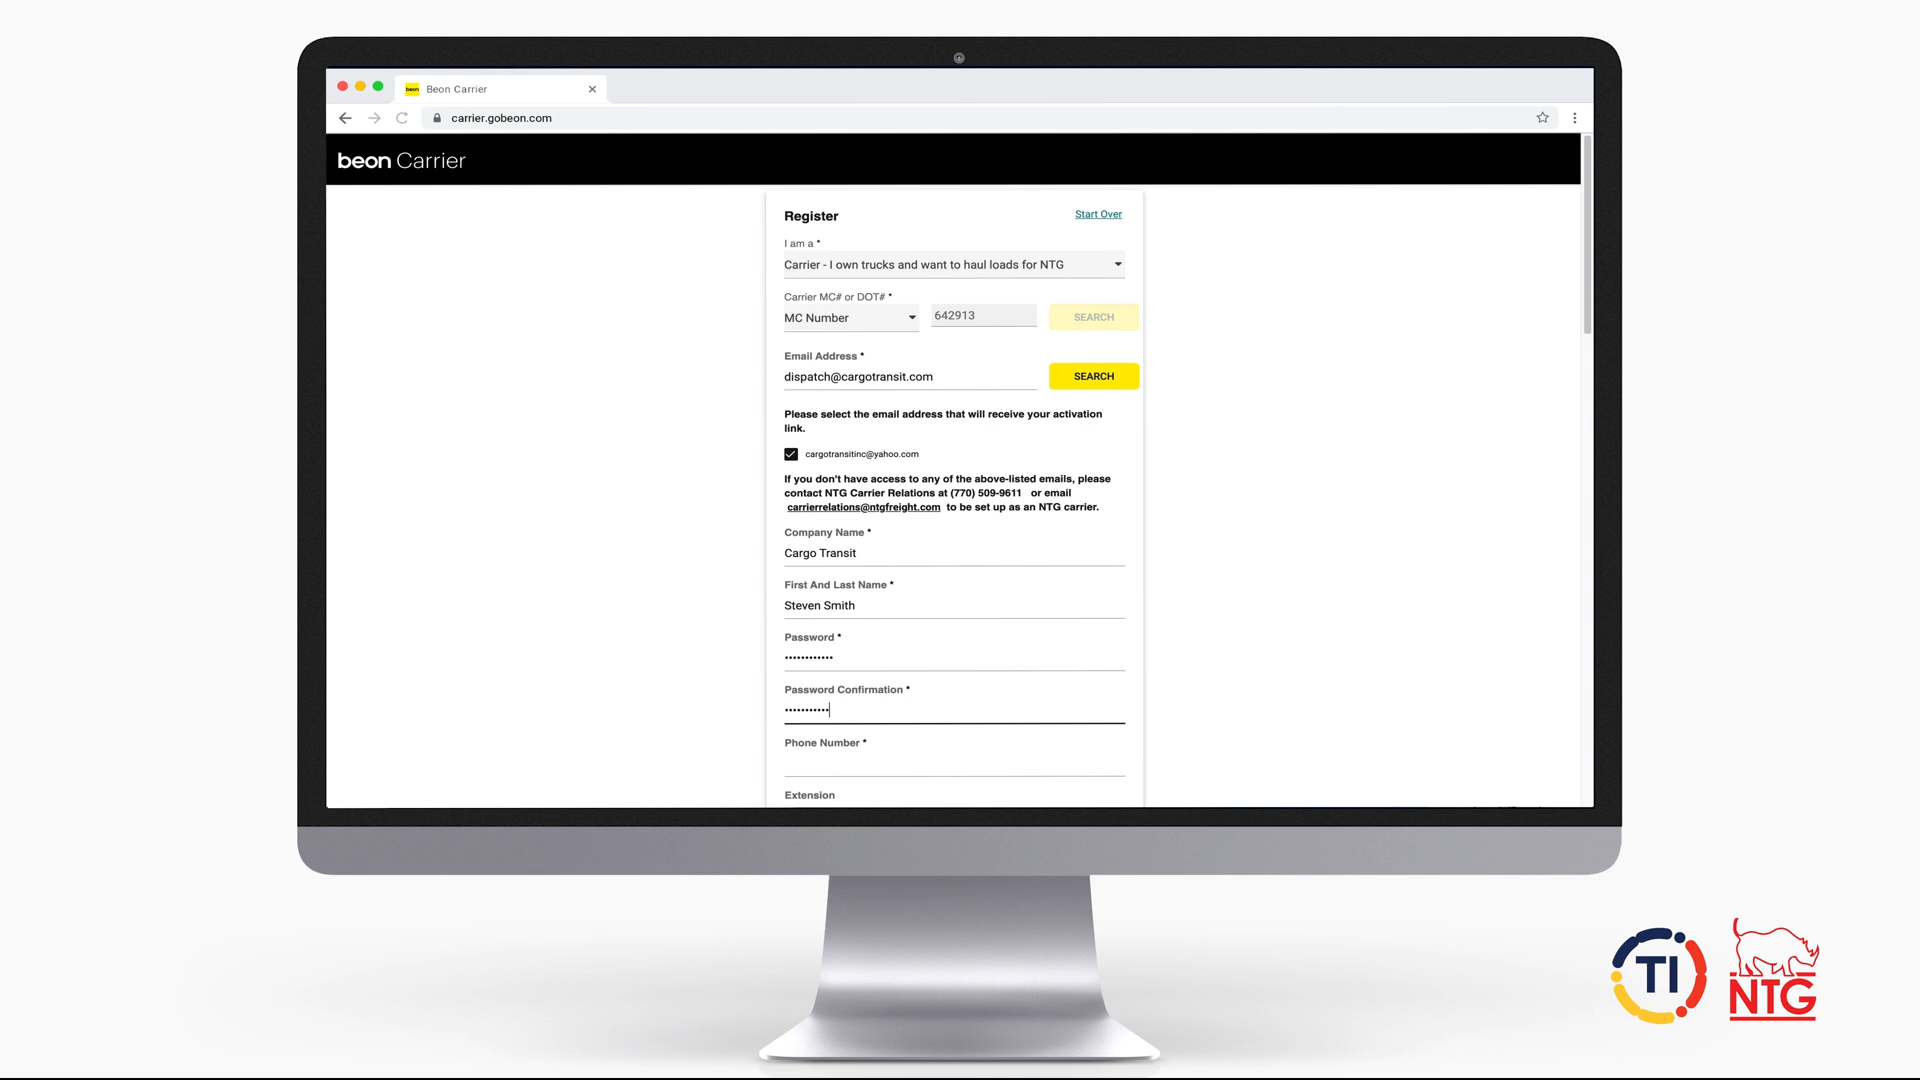 beon
Beon Carrier
carrier.gobeon.com
beon Carrier
Register
Start Over
I am a *
Carrier - I own trucks and want to haul loads for NTG
Carrier MC# or DOT# *
MC Number
642913
SEARCH
Email Address *
dispatch@cargotransit.com
SEARCH
Please select the email address that will receive your activation
link.
cargotransitinc@yahoo.com
If you don't have access to any of the above-listed emails, please
contact NTG Carrier Relations at (770) 509-9611 or email
carrierrelations@ntgfreight.com to be set up as an NTG carrier.
Company Name *
Cargo Transit
First And Last Name *
Steven Smith
Password *
••••••••••••
Password Confirmation *
•••••••••••
Phone Number *
Extension
TI
NTG